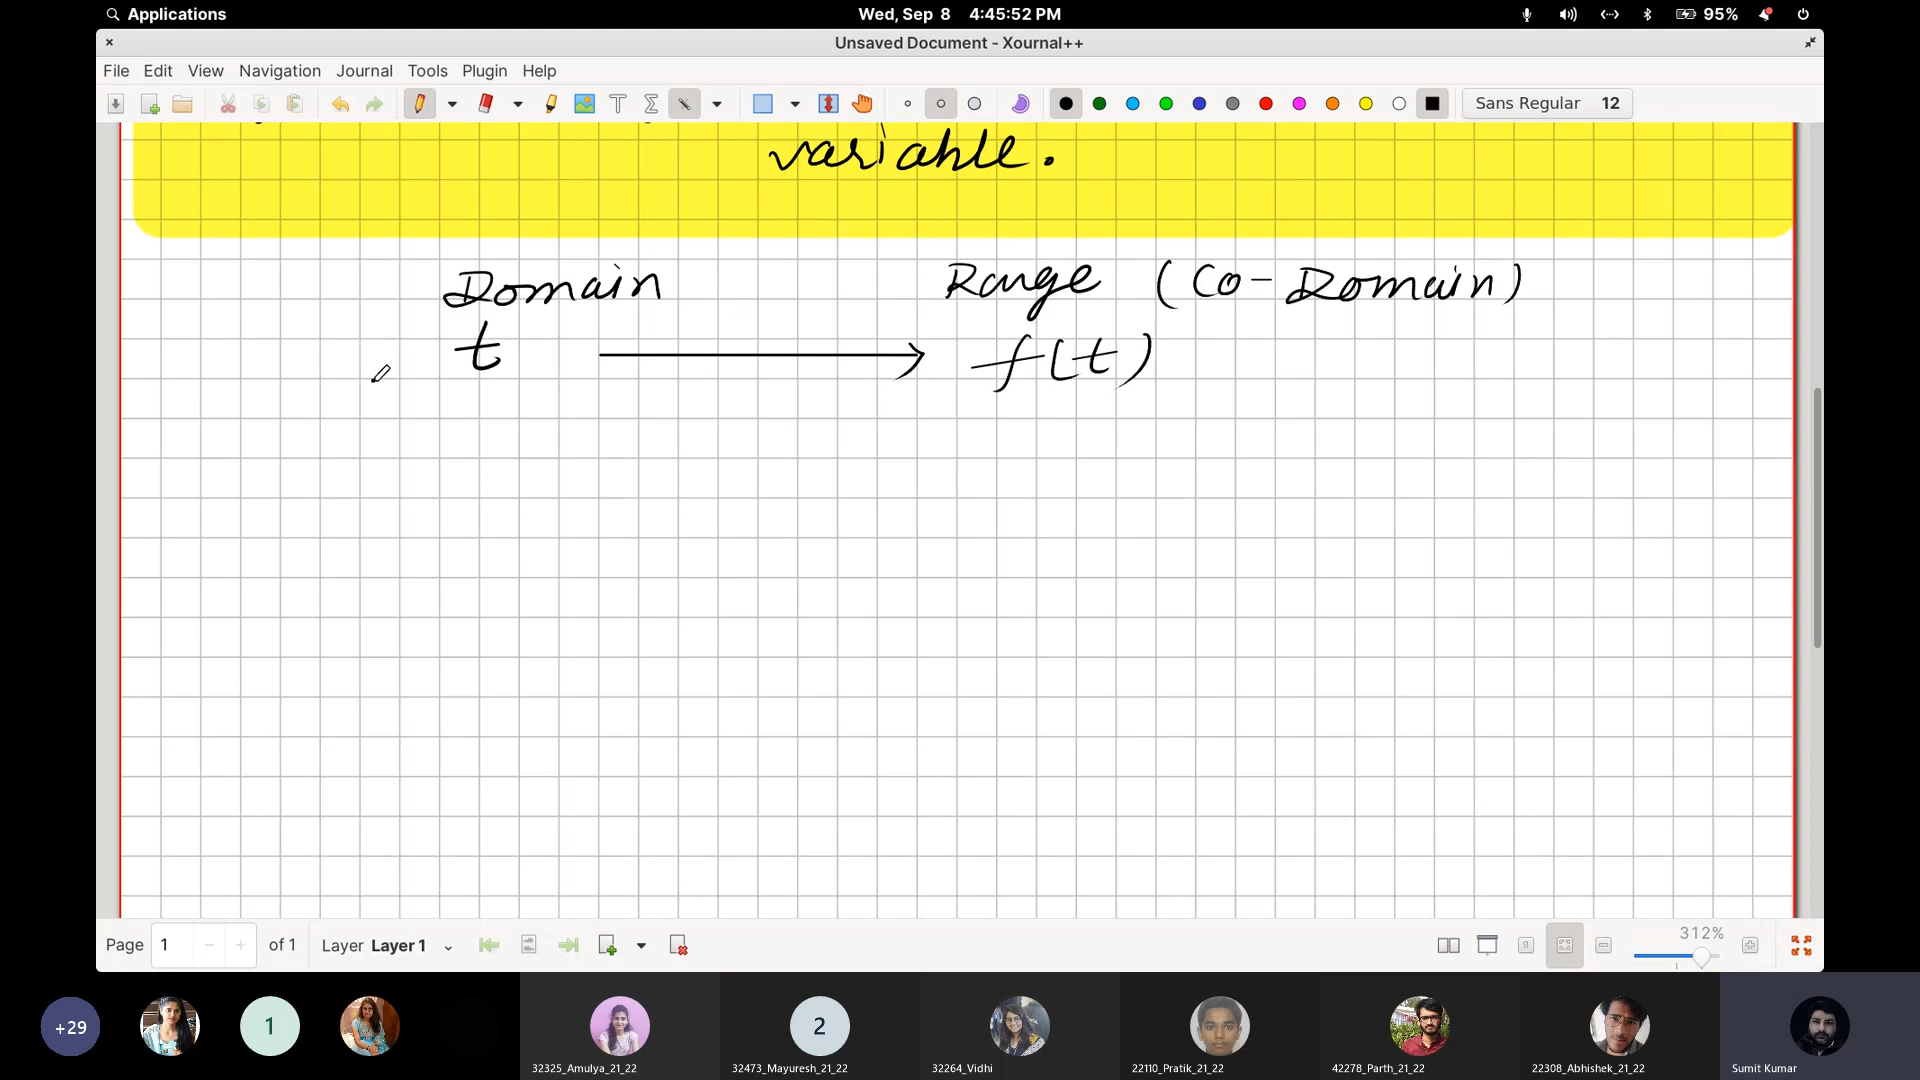 Applications
Wed, Sep 8 4:45:52 PM
95%
Unsaved Document - Xournal++
File Edit View Navigation Journal Tools Plugin Help
Sans Regular 12
variable.
Domain Range (Co-Domain)
t f(t)
Page 1 of 1 Layer Layer 1
312%
+29
1
2
32325_Amulya_21_22
32473_Mayuresh_21_22
32264_Vidhi
22110_Pratik_21_22
42278_Parth_21_22
22308_Abhishek_21_22
Sumit Kumar